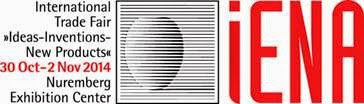 International
Trade Fair
»Ideas-Inventions-
New Products«
30 Oct–2 Nov 2014
Nuremberg
Exhibition Center
iENA